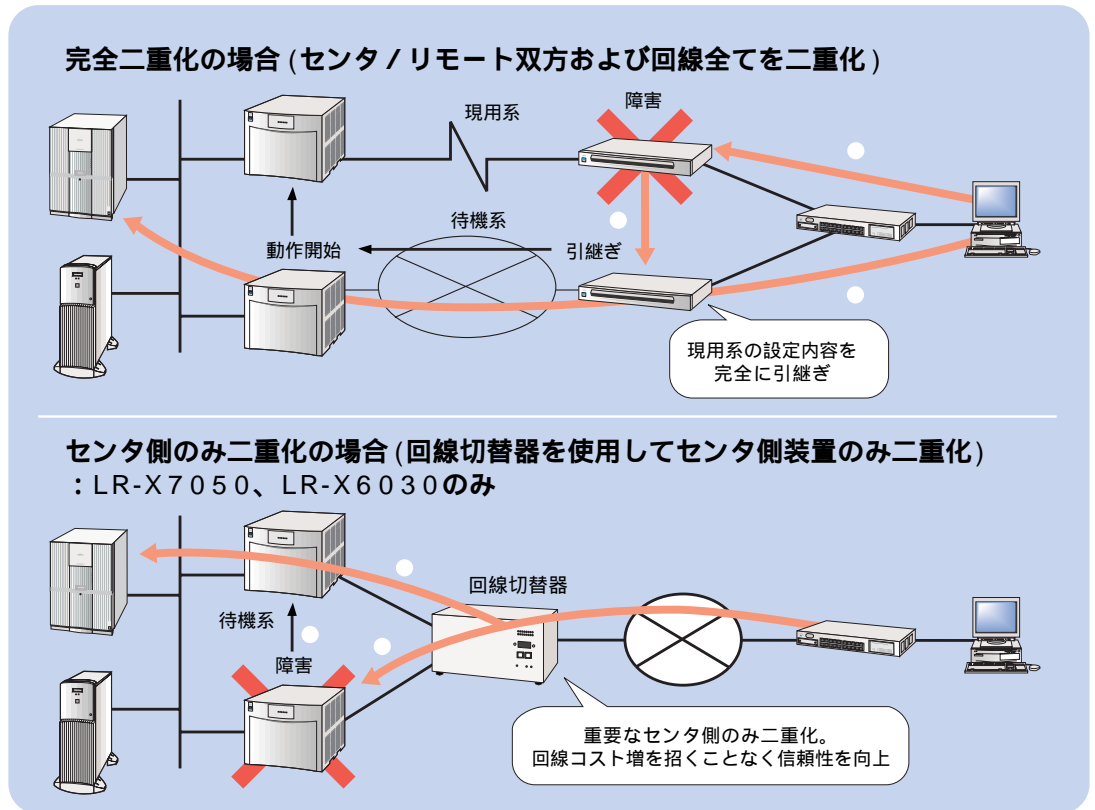 完全二重化の場合(センタ/リモート双方および回線全てを二重化)
現用系
障害
待機系
動作開始
引継ぎ
現用系の設定内容を
完全に引継ぎ
センタ側のみ二重化の場合(回線切替器を使用してセンタ側装置のみ二重化)
:LR-X7050、LR-X6030のみ
回線切替器
待機系
障害
重要なセンタ側のみ二重化。
回線コスト増を招くことなく信頼性を向上